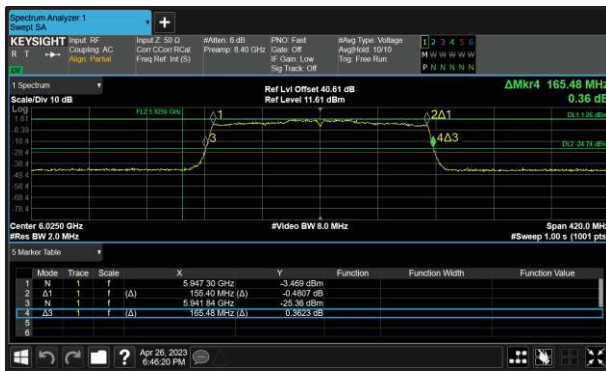 Spectrum Analyzer 1
Swept SA
+
KEYSIGHT Input: RF Input Z: 50 Ω #Atten: 6 dB PNO: Fast #Avg Type: Voltage 1 2 3 4 5 6
R T Coupling: AC Corr CCorr RCal Preamp: 8.40 GHz Gate: Off Avg|Hold: 10/10 M W W W W W
Align: Partial Freq Ref: Int (S) IF Gain: Low Trig: Free Run P N N N N N
Sig Track: Off
1 Spectrum Ref Lvl Offset 40.61 dB ΔMkr4 165.48 MHz
Scale/Div 10 dB Ref Level 11.61 dBm 0.36 dB
Log
1.61 1 2Δ1 DL1 1.26 dBm
-8.39
-18.4 3 4Δ3
-28.4 DL2 -24.74 dBm
-38.4
-48.4
-58.4
-68.4
-78.4
Center 6.0250 GHz #Video BW 8.0 MHz Span 420.0 MHz
#Res BW 2.0 MHz #Sweep 1.00 s (1001 pts)
5 Marker Table
Mode Trace Scale X Y Function Function Width Function Value
1 N 1 f 5.947 30 GHz -3.469 dBm
2 Δ1 1 f (Δ) 155.40 MHz (Δ) -0.4807 dB
3 N 1 f 5.941 84 GHz -25.36 dBm
4 Δ3 1 f (Δ) 165.48 MHz (Δ) 0.3623 dB
5
6
? Apr 26, 2023
6:46:20 PM